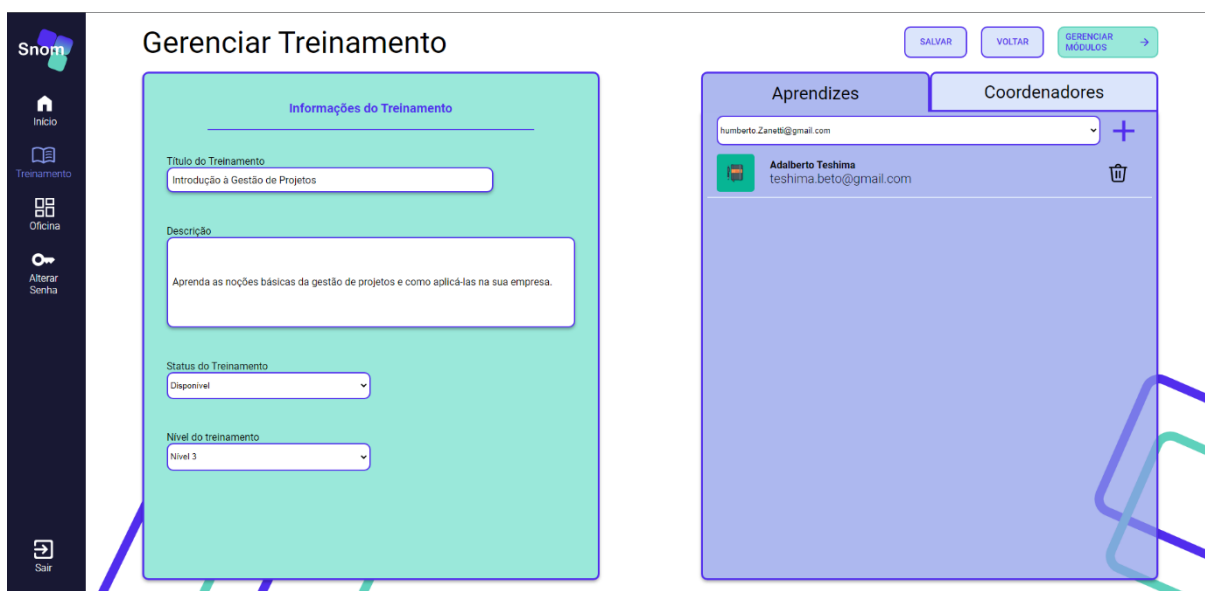 Snom
Início
Treinamento
Oficina
Alterar
Senha
Sair
Gerenciar Treinamento
SALVAR
VOLTAR
GERENCIAR
MÓDULOS
Informações do Treinamento
Título do Treinamento
Introdução à Gestão de Projetos
Descrição
Aprenda as noções básicas da gestão de projetos e como aplicá-las na sua empresa.
Status do Treinamento
Disponível
Nível do treinamento
Nível 3
Aprendizes
Coordenadores
humberto.Zanetti@gmail.com
Adalberto Teshima
teshima.beto@gmail.com